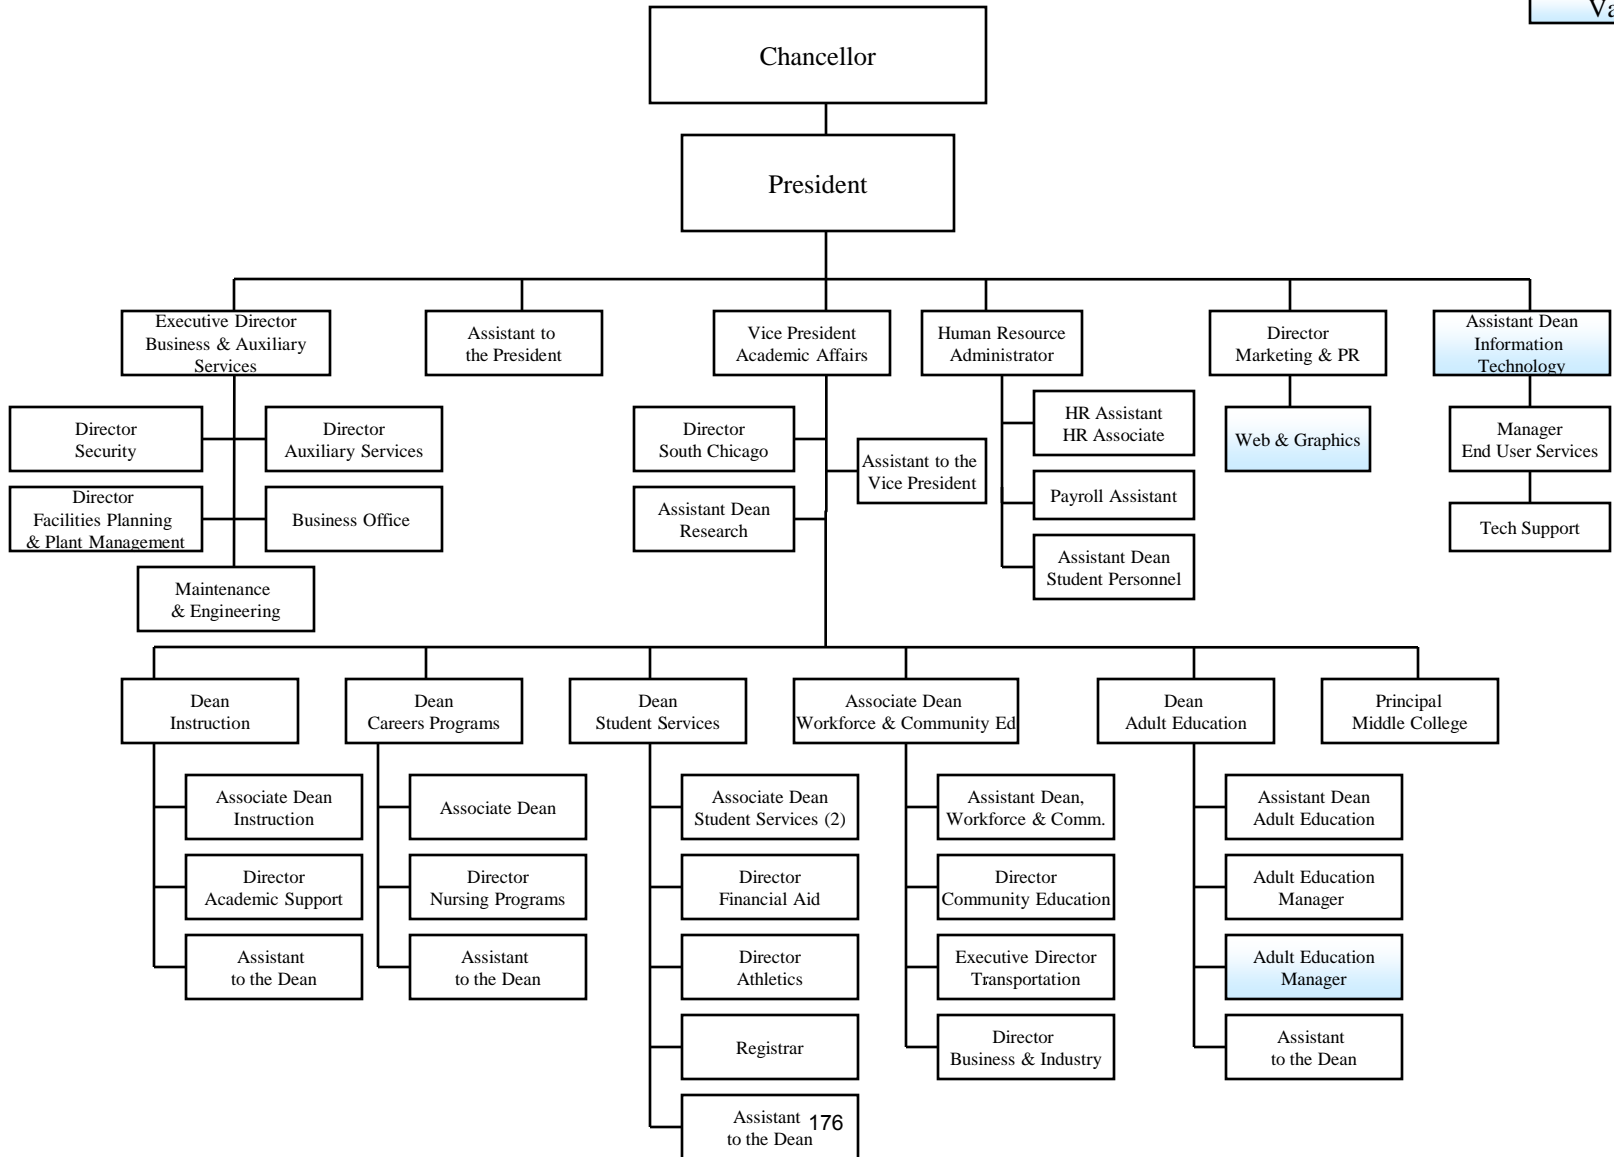 Va
Chancellor
President
Executive Director
Business & Auxiliary
Services
Assistant to
the President
Vice President
Academic Affairs
Human Resource
Administrator
Director
Marketing & PR
Assistant Dean
Information
Technology
Director
Security
Director
Auxiliary Services
Director
South Chicago
Assistant to the
Vice President
HR Assistant
HR Associate
Web & Graphics
Manager
End User Services
Director
Facilities Planning
& Plant Management
Business Office
Assistant Dean
Research
Payroll Assistant
Tech Support
Maintenance
& Engineering
Assistant Dean
Student Personnel
Dean
Instruction
Dean
Careers Programs
Dean
Student Services
Associate Dean
Workforce & Community Ed
Dean
Adult Education
Principal
Middle College
Associate Dean
Instruction
Associate Dean
Associate Dean
Student Services (2)
Assistant Dean,
Workforce & Comm.
Assistant Dean
Adult Education
Director
Academic Support
Director
Nursing Programs
Director
Financial Aid
Director
Community Education
Adult Education
Manager
Assistant
to the Dean
Assistant
to the Dean
Director
Athletics
Executive Director
Transportation
Adult Education
Manager
Registrar
Director
Business & Industry
Assistant
to the Dean
Assistant
to the Dean
176